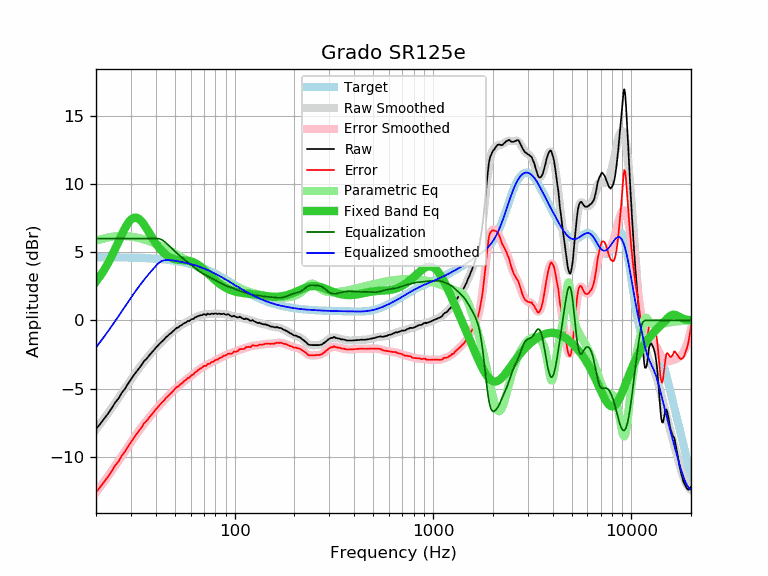 Grado SR125e
Target
Raw Smoothed
Error Smoothed
Raw
Error
Parametric Eq
Fixed Band Eq
Equalization
Equalized smoothed
15
10
5
0
−5
−10
Amplitude (dBr)
100
1000
10000
Frequency (Hz)